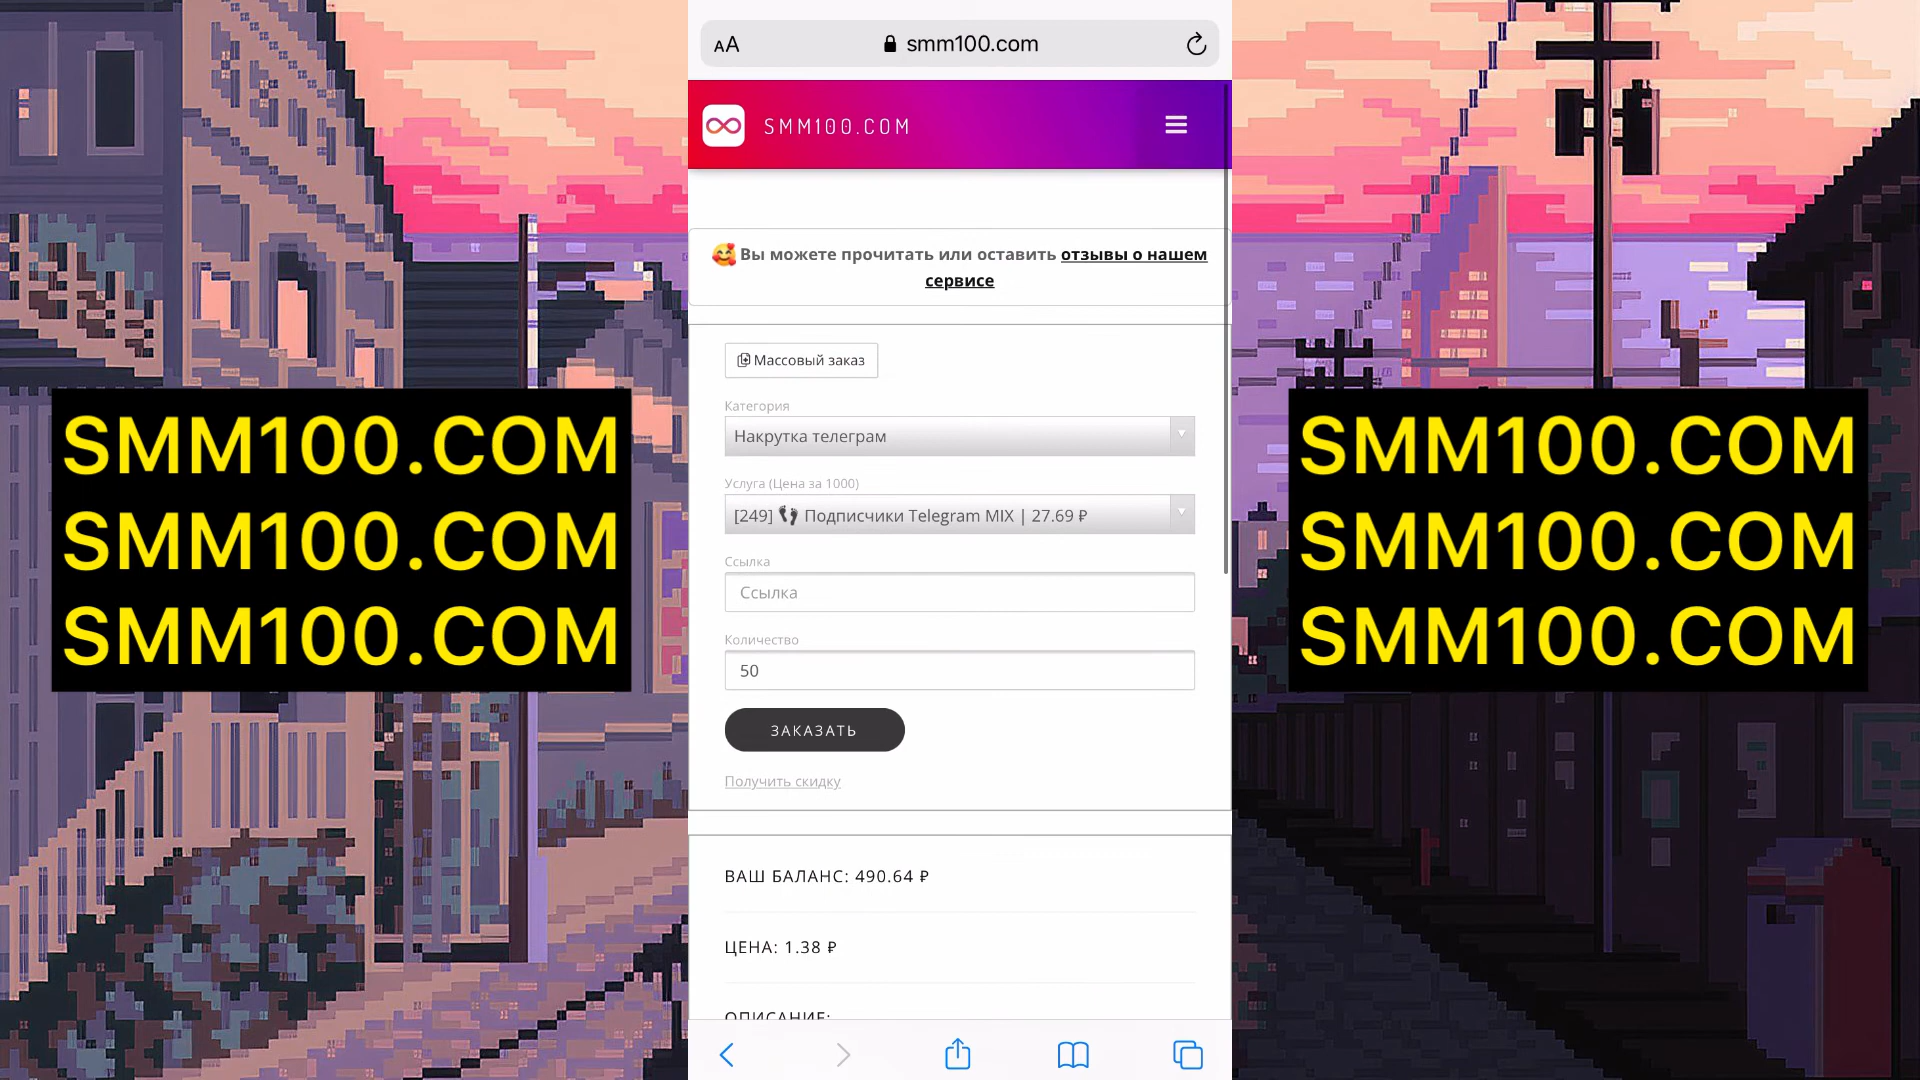 AA smm100.com
SMM100.COM
🥰 Вы можете прочитать или оставить отзывы о нашем
сервисе
Массовый заказ
Категория
Накрутка телеграм
Услуга (Цена за 1000)
[249] 👣 Подписчики Telegram MIX | 27.69 ₽
Ссылка
Ссылка
Количество
50
ЗАКАЗАТЬ
Получить скидку
ВАШ БАЛАНС: 490.64 ₽
ЦЕНА: 1.38 ₽
ОПИСАНИЕ:
SMM100.COM
SMM100.COM
SMM100.COM
SMM100.COM
SMM100.COM
SMM100.COM